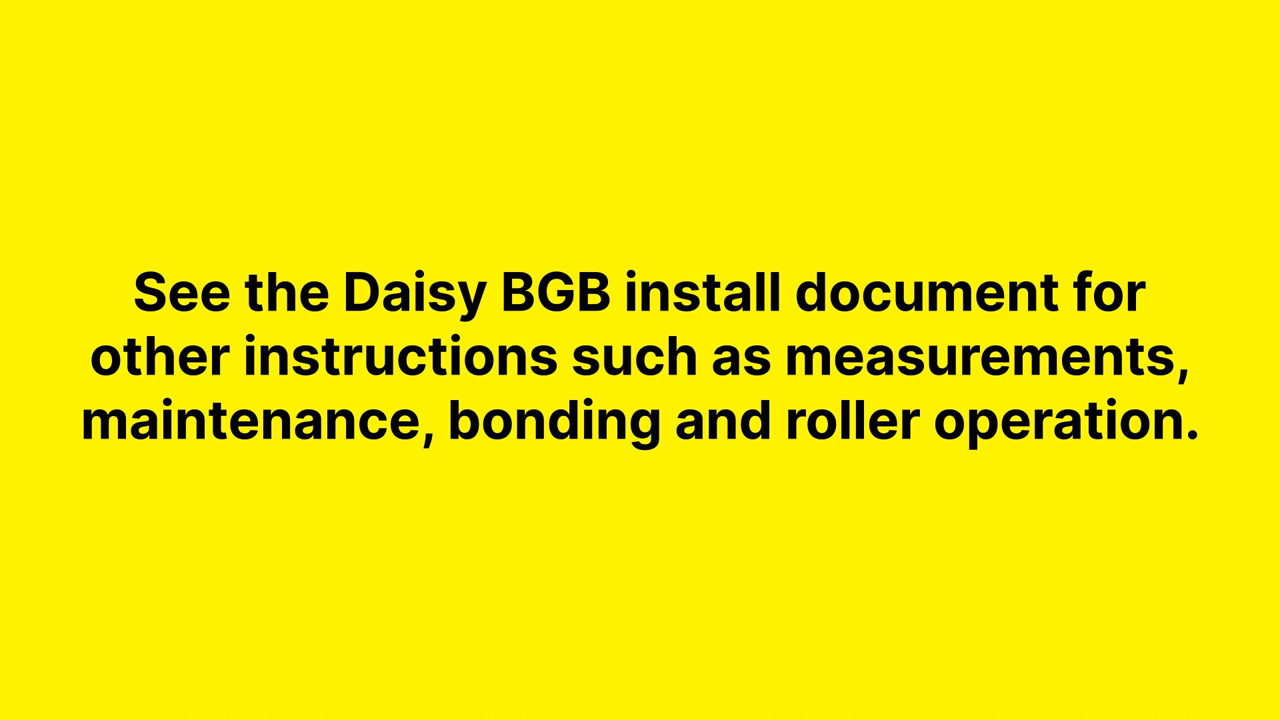 See the Daisy BGB install document for
other instructions such as measurements,
maintenance, bonding and roller operation.